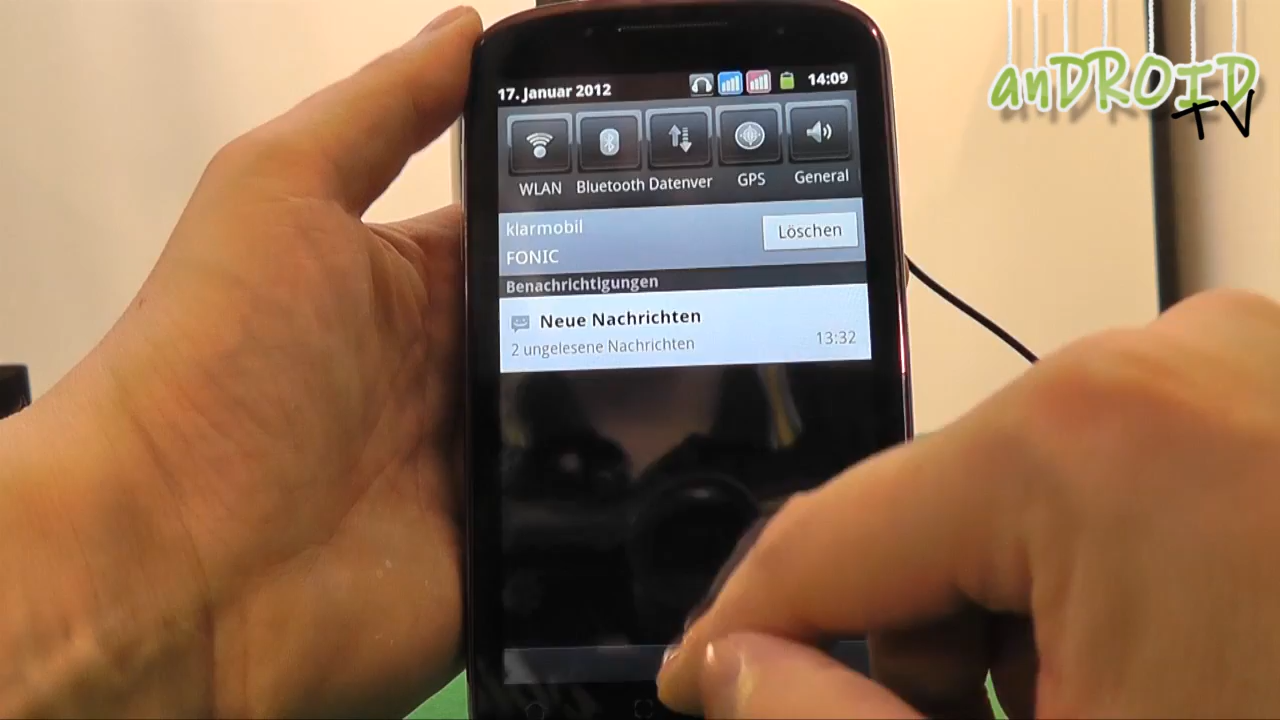 anDROID
TV
17. Januar 2012 14:09
WLAN Bluetooth Datenver GPS General
klarmobil
Löschen
FONIC
Benachrichtigungen
Neue Nachrichten
2 ungelesene Nachrichten 13:32